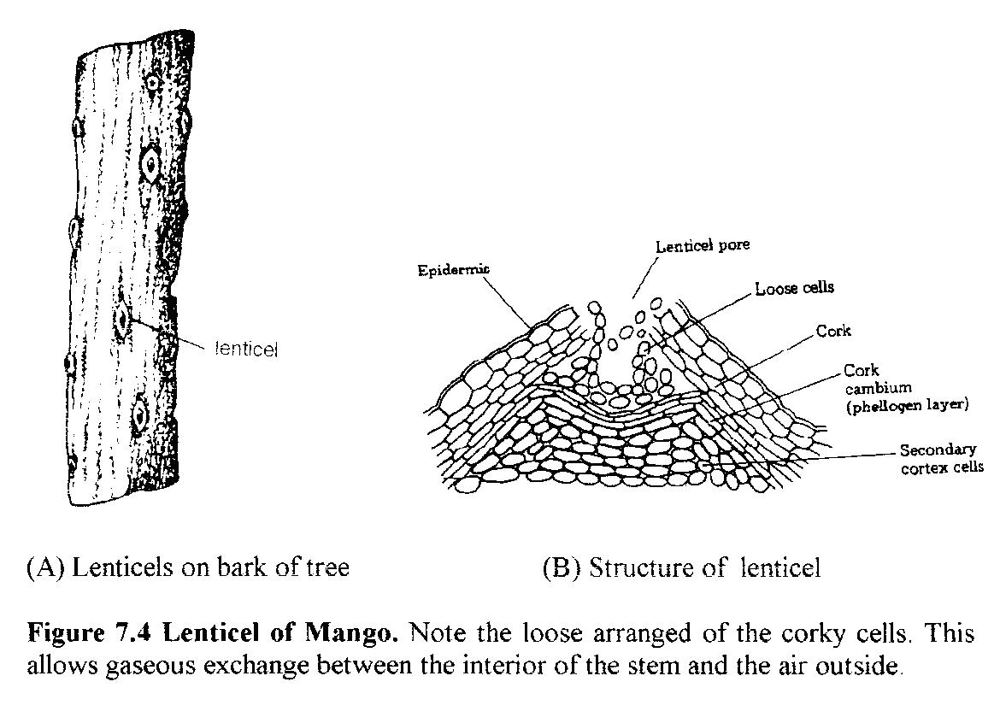 Lenticel pore
Epidermic
Loose cells
Cork
lenticel
Cork
cambium
(phellogen layer)
Secondary
cortex cells
(A) Lenticels on bark of tree
(B) Structure of lenticel
Figure 7.4 Lenticel of Mango. Note the loose arranged of the corky cells. This
allows gaseous exchange between the interior of the stem and the air outside.